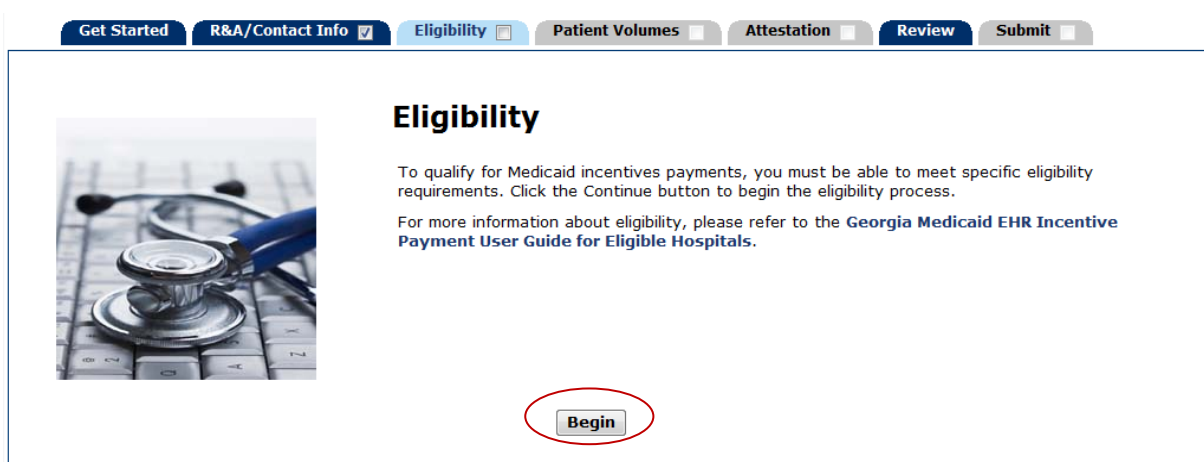 Get Started R&A/Contact Info Eligibility Patient Volumes Attestation Review Submit
Eligibility
To qualify for Medicaid incentives payments, you must be able to meet specific eligibility
requirements. Click the Continue button to begin the eligibility process.
For more information about eligibility, please refer to the Georgia Medicaid EHR Incentive
Payment User Guide for Eligible Hospitals.
Begin